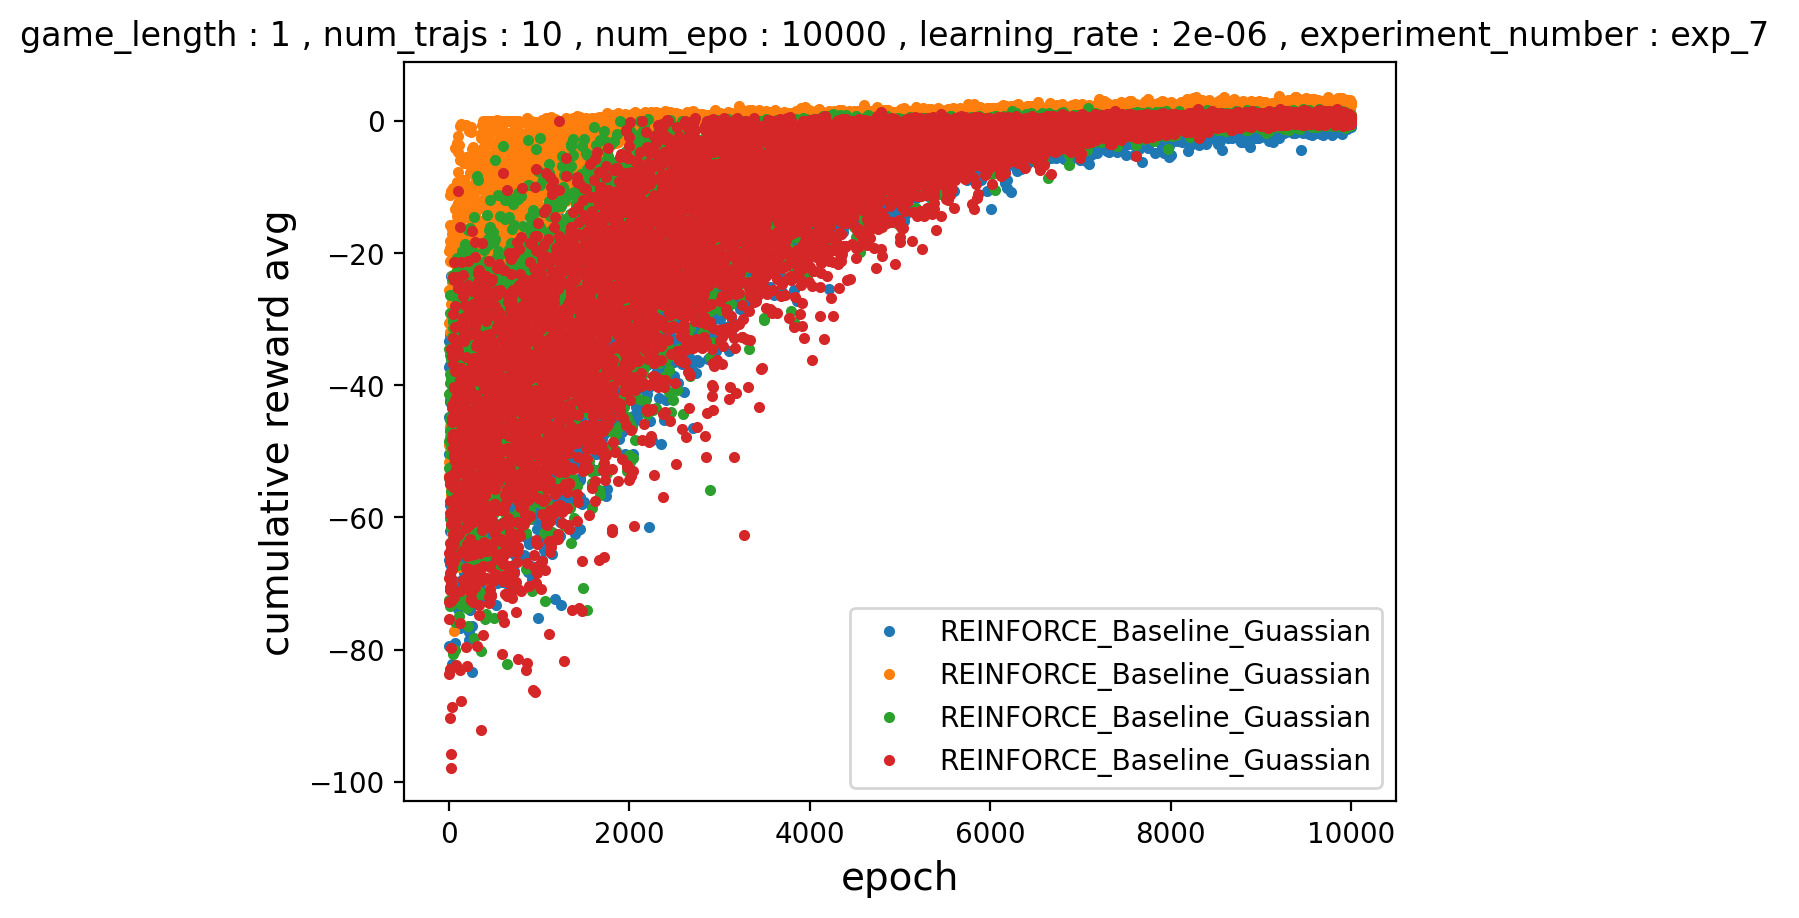 game_length : 1 , num_trajs : 10 , num_epo : 10000 , learning_rate : 2e-06 , experiment_number : exp_7
cumulative reward avg
0
−20
−40
−60
−80
−100
REINFORCE_Baseline_Guassian
REINFORCE_Baseline_Guassian
REINFORCE_Baseline_Guassian
REINFORCE_Baseline_Guassian
0 2000 4000 6000 8000 10000
epoch